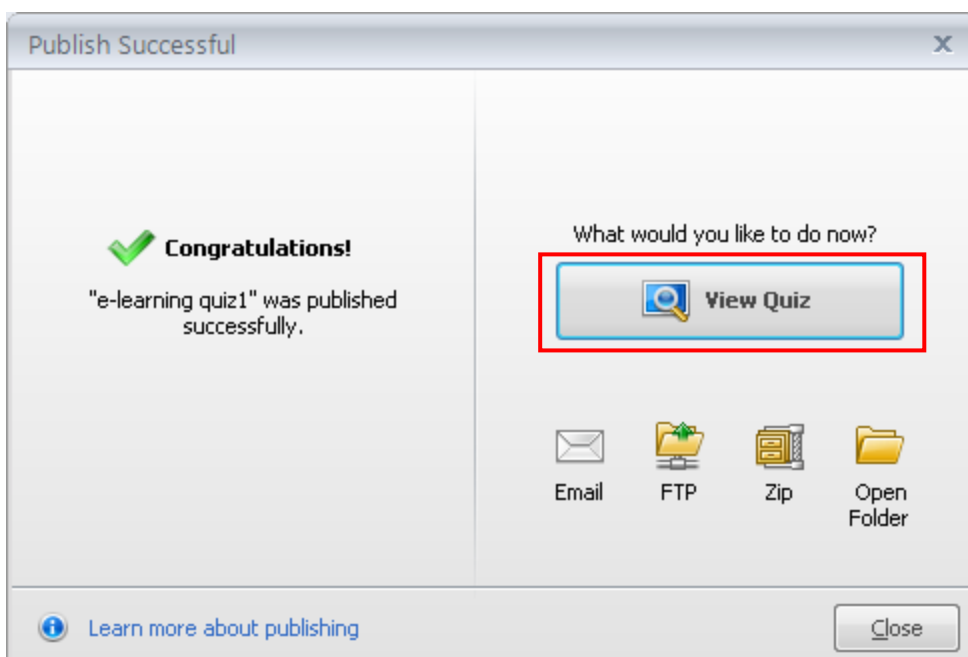 Publish Successful
Congratulations!
"e-learning quiz1" was published
successfully.
What would you like to do now?
View Quiz
Email
FTP
Zip
Open
Folder
Learn more about publishing
Close